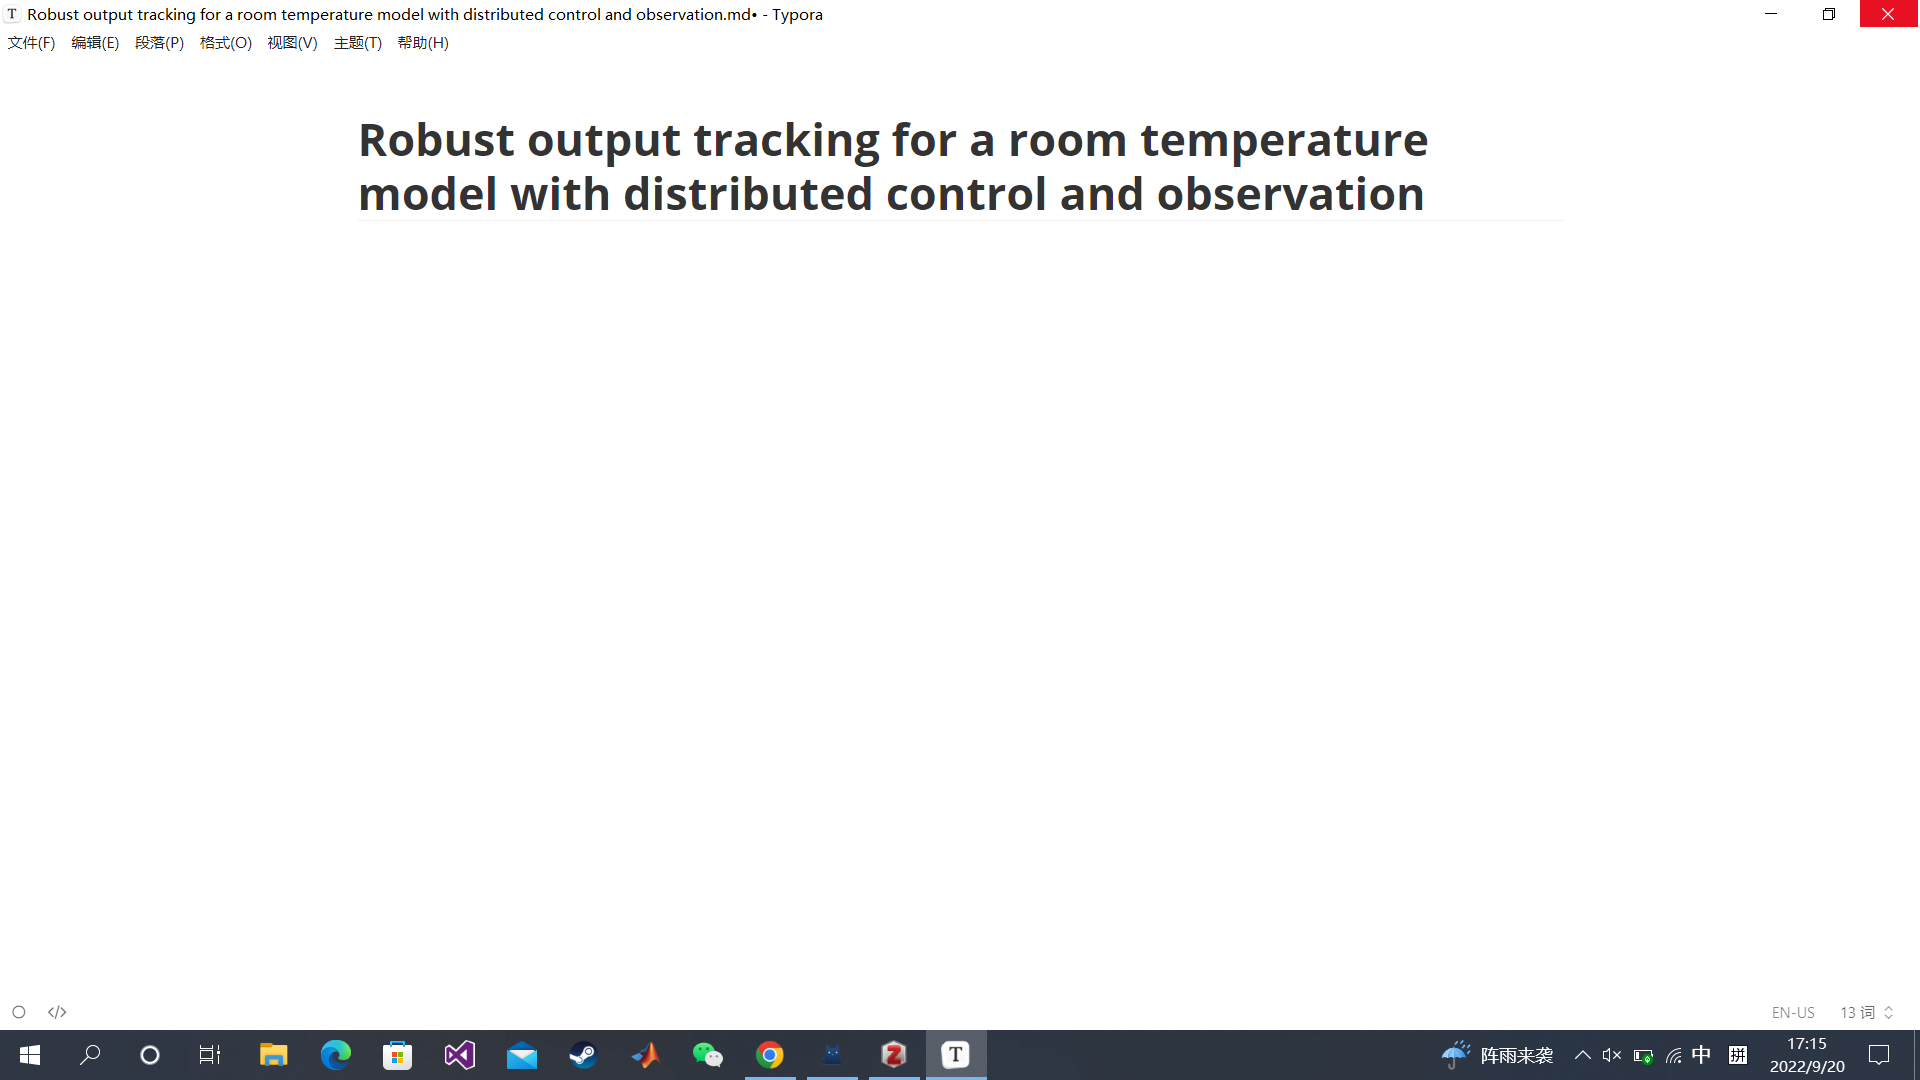 Robust output tracking for a room temperature model with distributed control and observation.md• - Typora
文件(F) 编辑(E) 段落(P) 格式(O) 视图(V) 主题(T) 帮助(H)
Robust output tracking for a room temperature
model with distributed control and observation
</> EN-US 13 词
T 阵雨来袭 中 拼 17:15
2022/9/20